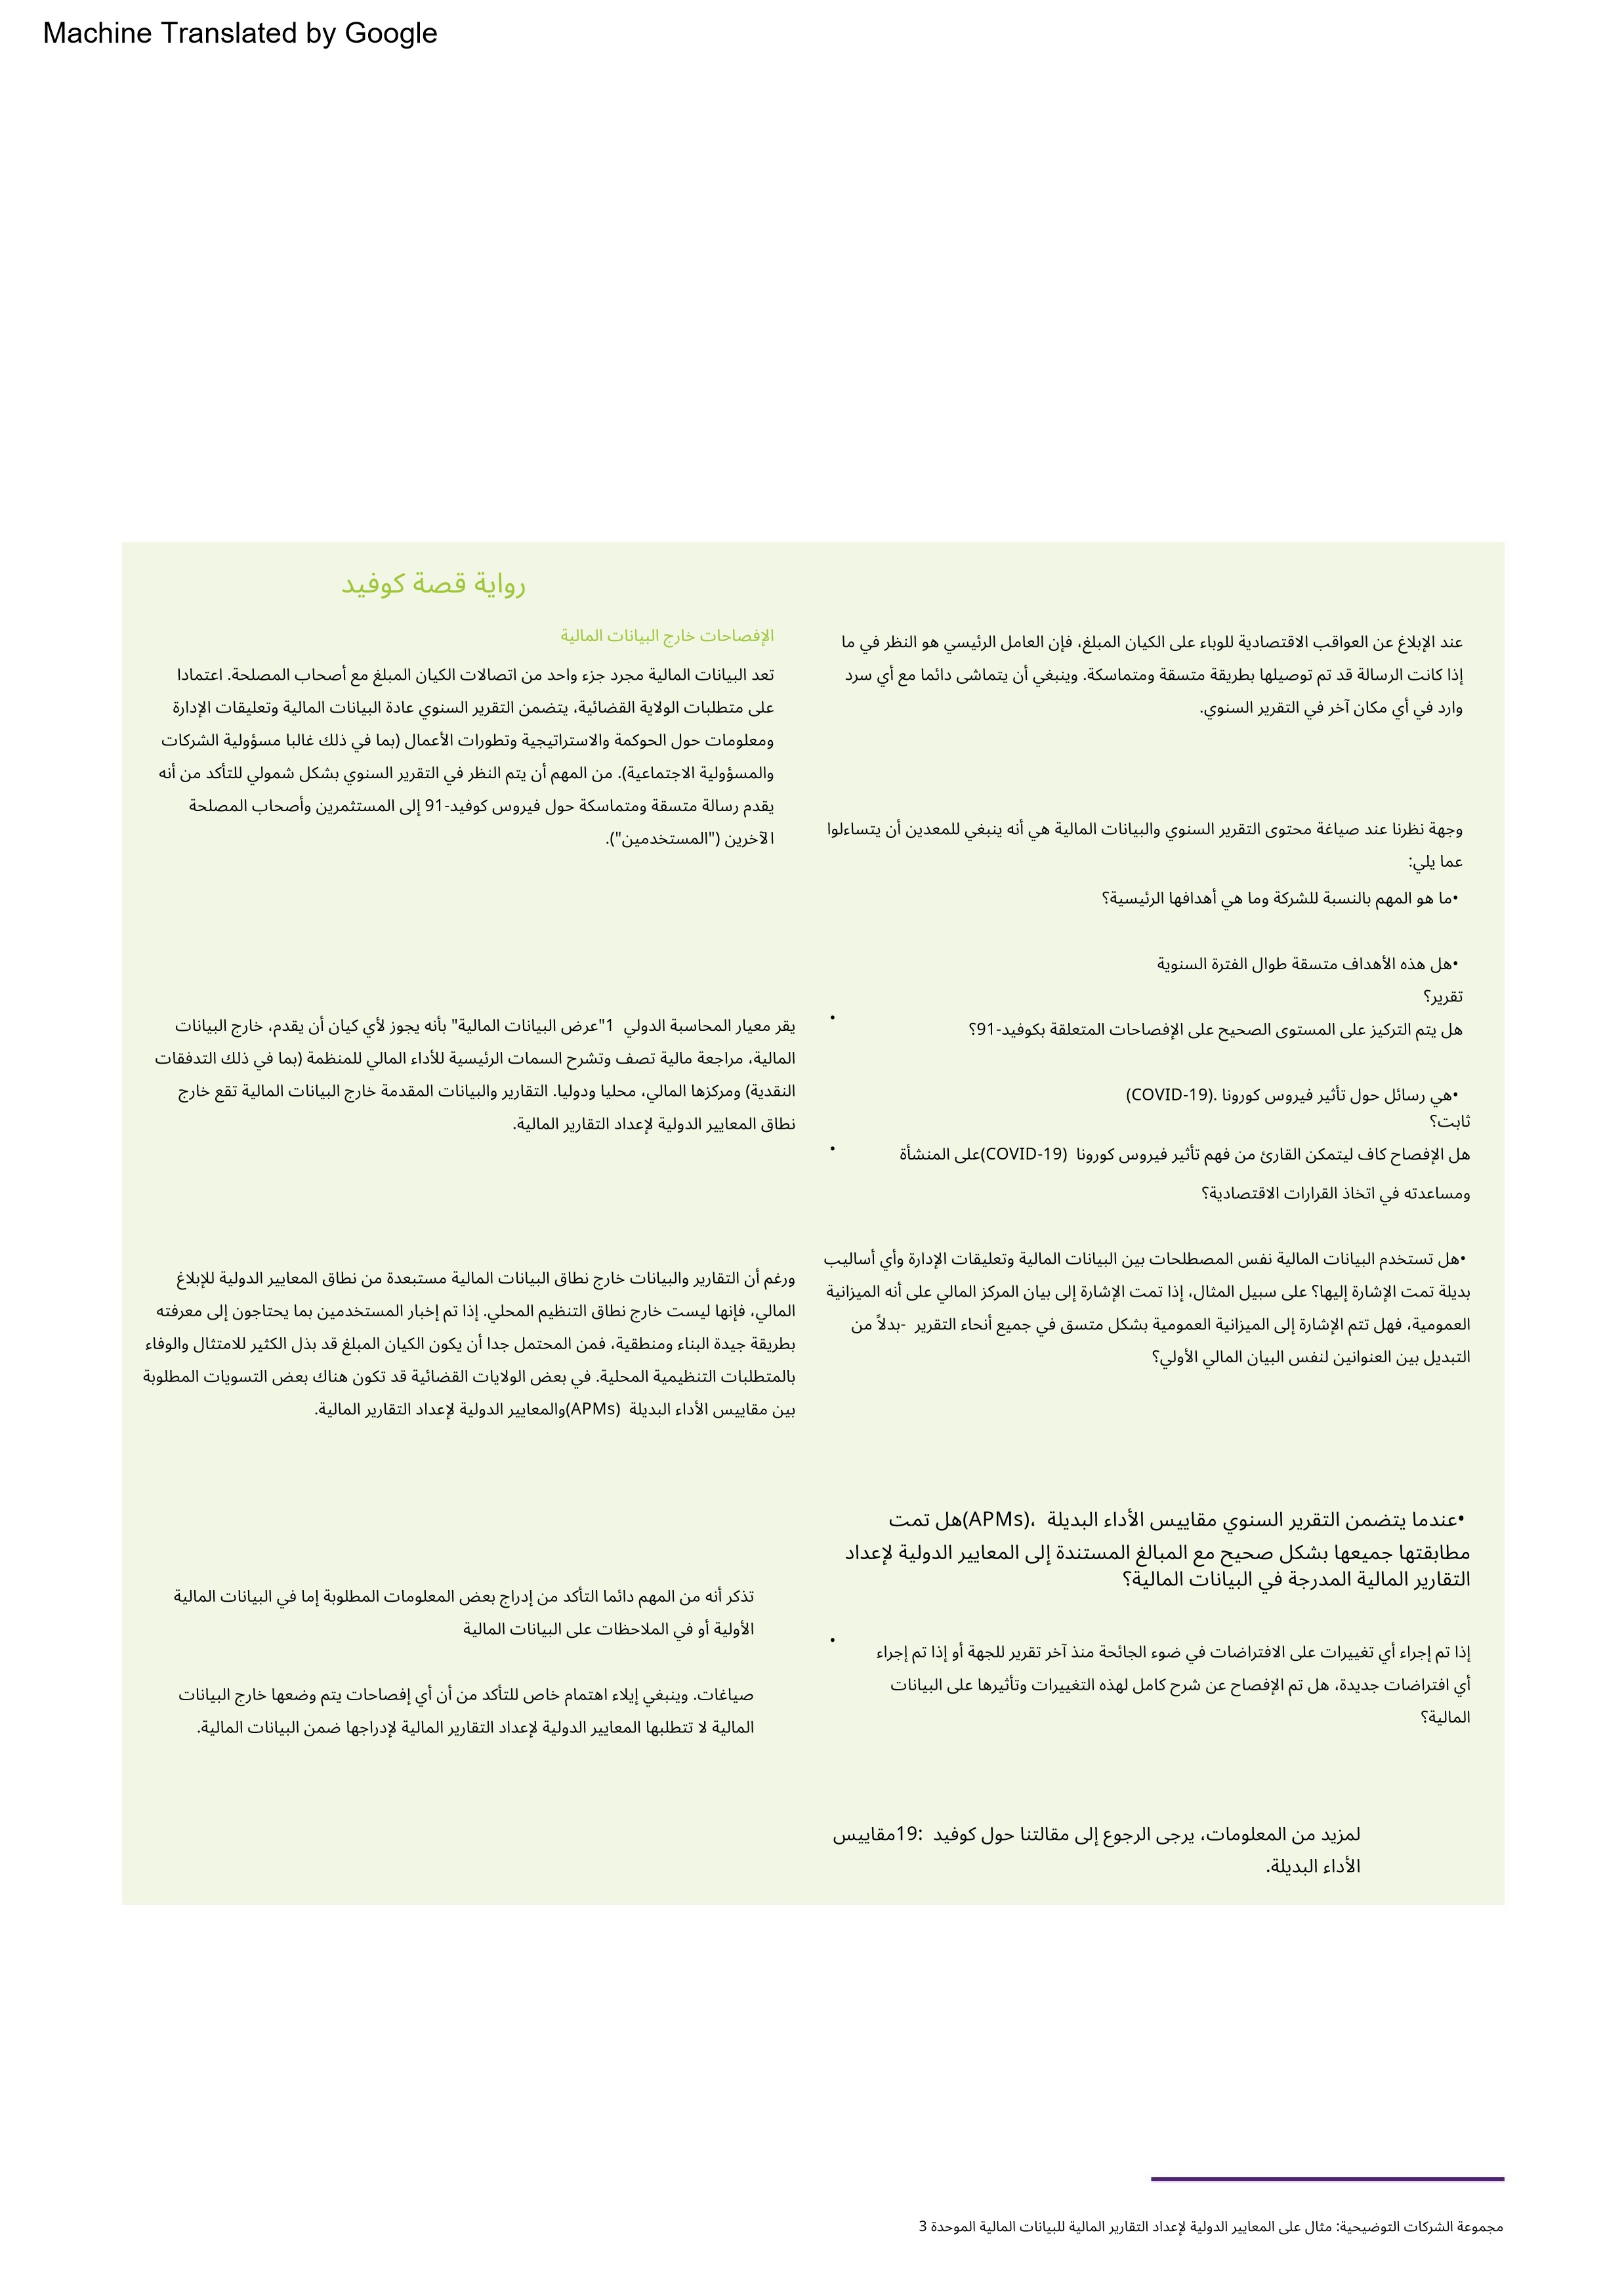 Machine Translated by Google
رواية قصة كوفيد
الإفصاحات خارج البيانات المالية
تعد البيانات المالية مجرد جزء واحد من اتصالات الكيان المبلغ مع أصحاب المصلحة. اعتمادا
على متطلبات الولاية القضائية، يتضمن التقرير السنوي عادة البيانات المالية وتعليقات الإدارة
ومعلومات حول الحوكمة والاستراتيجية وتطورات الأعمال (بما في ذلك غالبا مسؤولية الشركات
والمسؤولية الاجتماعية). من المهم أن يتم النظر في التقرير السنوي بشكل شمولي للتأكد من أنه
يقدم رسالة متسقة ومتماسكة حول فيروس كوفيد-91 إلى المستثمرين وأصحاب المصلحة
الآخرين ("المستخدمين").
يقر معيار المحاسبة الدولي 1"عرض البيانات المالية" بأنه يجوز لأي كيان أن يقدم، خارج البيانات
المالية، مراجعة مالية تصف وتشرح السمات الرئيسية للأداء المالي للمنظمة (بما في ذلك التدفقات
النقدية) ومركزها المالي، محليا ودوليا. التقارير والبيانات المقدمة خارج البيانات المالية تقع خارج
نطاق المعايير الدولية لإعداد التقارير المالية.
ورغم أن التقارير والبيانات خارج نطاق البيانات المالية مستبعدة من نطاق المعايير الدولية للإبلاغ
المالي، فإنها ليست خارج نطاق التنظيم المحلي. إذا تم إخبار المستخدمين بما يحتاجون إلى معرفته
بطريقة جيدة البناء ومنطقية، فمن المحتمل جدا أن يكون الكيان المبلغ قد بذل الكثير للامتثال والوفاء
بالمتطلبات التنظيمية المحلية. في بعض الولايات القضائية قد تكون هناك بعض التسويات المطلوبة
بين مقاييس الأداء البديلة (APMs)والمعايير الدولية لإعداد التقارير المالية.
تذكر أنه من المهم دائما التأكد من إدراج بعض المعلومات المطلوبة إما في البيانات المالية
الأولية أو في الملاحظات على البيانات المالية
صياغات. وينبغي إيلاء اهتمام خاص للتأكد من أن أي إفصاحات يتم وضعها خارج البيانات
المالية لا تتطلبها المعايير الدولية لإعداد التقارير المالية لإدراجها ضمن البيانات المالية.
عند الإبلاغ عن العواقب الاقتصادية للوباء على الكيان المبلغ، فإن العامل الرئيسي هو النظر في ما
إذا كانت الرسالة قد تم توصيلها بطريقة متسقة ومتماسكة. وينبغي أن يتماشى دائما مع أي سرد
وارد في أي مكان آخر في التقرير السنوي.
وجهة نظرنا عند صياغة محتوى التقرير السنوي والبيانات المالية هي أنه ينبغي للمعدين أن يتساءلوا
عما يلي:
•ما هو المهم بالنسبة للشركة وما هي أهدافها الرئيسية؟
•هل هذه الأهداف متسقة طوال الفترة السنوية
تقرير؟
•
هل يتم التركيز على المستوى الصحيح على الإفصاحات المتعلقة بكوفيد-91؟
•هي رسائل حول تأثير فيروس كورونا .(COVID-19)
ثابت؟
•
هل الإفصاح كاف ليتمكن القارئ من فهم تأثير فيروس كورونا (COVID-19)على المنشأة
ومساعدته في اتخاذ القرارات الاقتصادية؟
•هل تستخدم البيانات المالية نفس المصطلحات بين البيانات المالية وتعليقات الإدارة وأي أساليب
بديلة تمت الإشارة إليها؟ على سبيل المثال، إذا تمت الإشارة إلى بيان المركز المالي على أنه الميزانية
العمومية، فهل تتم الإشارة إلى الميزانية العمومية بشكل متسق في جميع أنحاء التقرير -بدلاً من
التبديل بين العنوانين لنفس البيان المالي الأولي؟
•عندما يتضمن التقرير السنوي مقاييس الأداء البديلة ،(APMs)هل تمت
مطابقتها جميعها بشكل صحيح مع المبالغ المستندة إلى المعايير الدولية لإعداد
التقارير المالية المدرجة في البيانات المالية؟
•
إذا تم إجراء أي تغييرات على الافتراضات في ضوء الجائحة منذ آخر تقرير للجهة أو إذا تم إجراء
أي افتراضات جديدة، هل تم الإفصاح عن شرح كامل لهذه التغييرات وتأثيرها على البيانات
المالية؟
لمزيد من المعلومات، يرجى الرجوع إلى مقالتنا حول كوفيد :19مقاييس
الأداء البديلة.
مجموعة الشركات التوضيحية: مثال على المعايير الدولية لإعداد التقارير المالية للبيانات المالية الموحدة 3